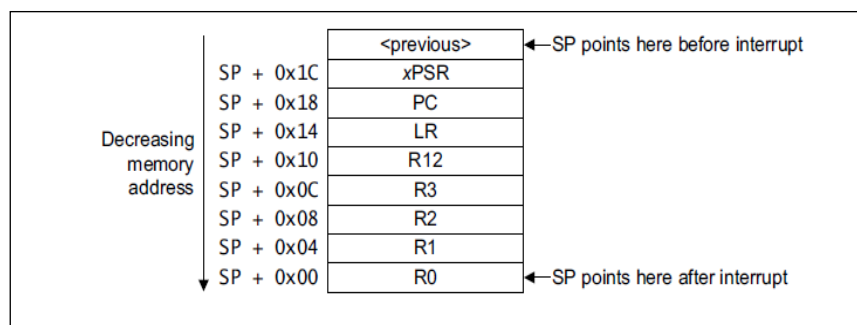 <previous> SP points here before interrupt
SP + 0x1C xPSR
SP + 0x18 PC
SP + 0x14 LR
Decreasing
memory
address
SP + 0x10 R12
SP + 0x0C R3
SP + 0x08 R2
SP + 0x04 R1
SP + 0x00 R0 SP points here after interrupt